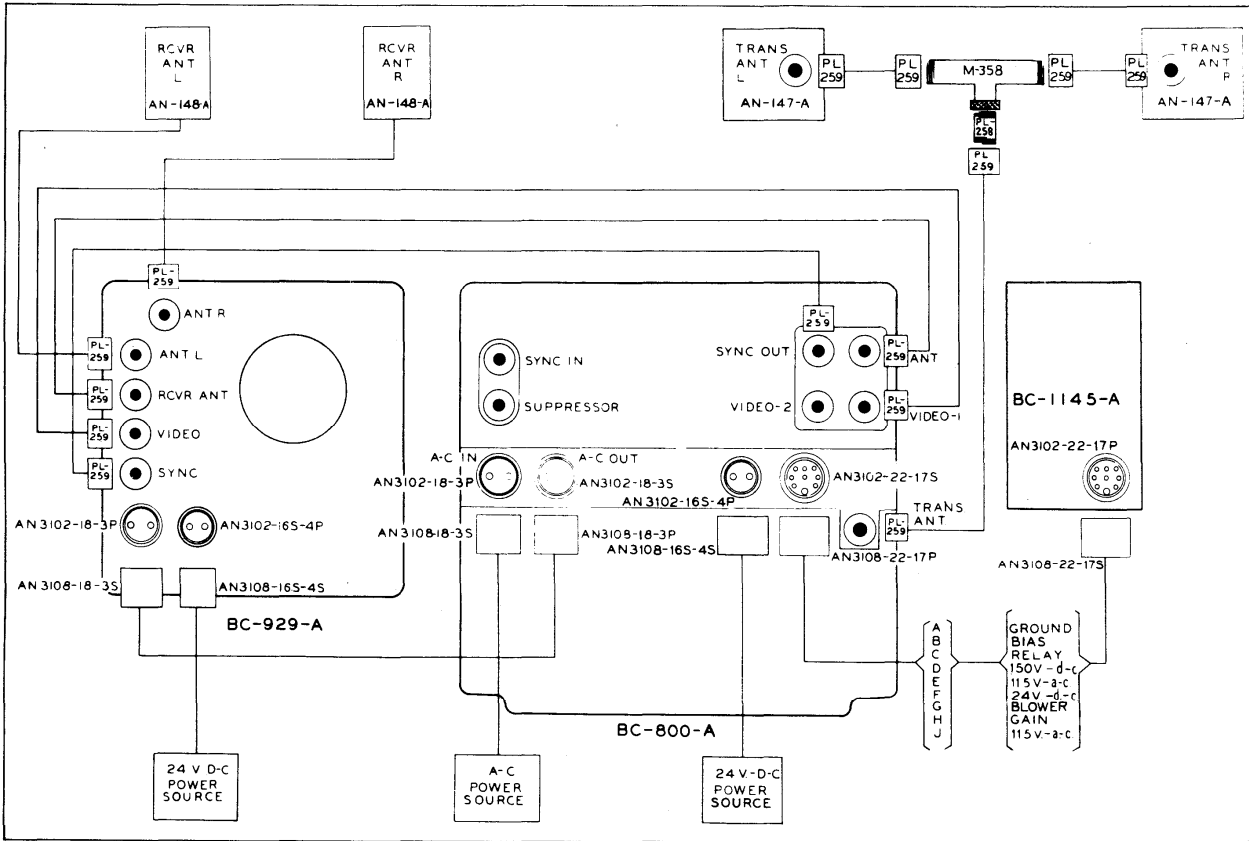 RCVR
ANT
L
AN-148-A
RCVR
ANT
R
AN-148-A
TRANS
ANT
L
AN-147-A
PL
259
PL
259
M-358
PL
259
PL
259
TRANS
ANT
R
AN-147-A
PL-
258
PL
259
PL-
259
ANT R
PL-
259
ANT L
PL-
259
RCVR ANT
PL-
259
VIDEO
PL-
259
SYNC
AN3102-18-3P
AN3102-16S-4P
AN3108-18-3S
AN3108-16S-4S
BC-929-A
PL-
259
SYNC IN
SUPPRESSOR
SYNC OUT
PL-
259
ANT
VIDEO-2
PL-
259
VIDEO-1
A-C IN
AN3102-18-3P
A-C OUT
AN3102-18-3S
AN3102-16S-4P
AN3102-22-17S
AN3108-18-3S
AN3108-18-3P
AN3108-16S-4S
TRANS
ANT
PL-
259
AN3108-22-17P
BC-800-A
BC-1145-A
AN3102-22-17P
AN3108-22-17S
A
B
C
D
E
F
G
H
J
GROUND
BIAS
RELAY
150V-d-c
115V-a-c
24V-d-c
BLOWER
GAIN
115V.-a-c.
24 V D-C
POWER
SOURCE
A-C
POWER
SOURCE
24 V.-D-C
POWER
SOURCE